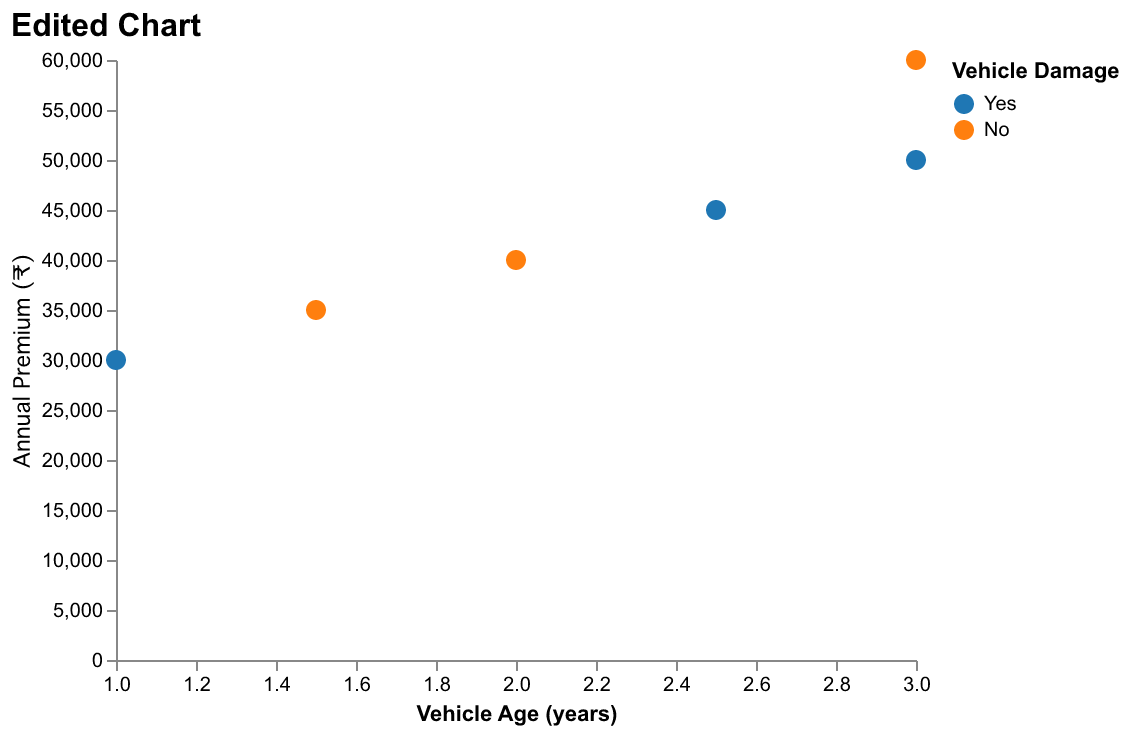 Edited Chart
60,000
55,000
50,000
45,000
40,000
35,000
30,000
25,000
20,000
15,000
10,000
5,000
0
Annual Premium (₹)
1.0 1.2 1.4 1.6 1.8 2.0 2.2 2.4 2.6 2.8 3.0
Vehicle Age (years)
Vehicle Damage
Yes
No